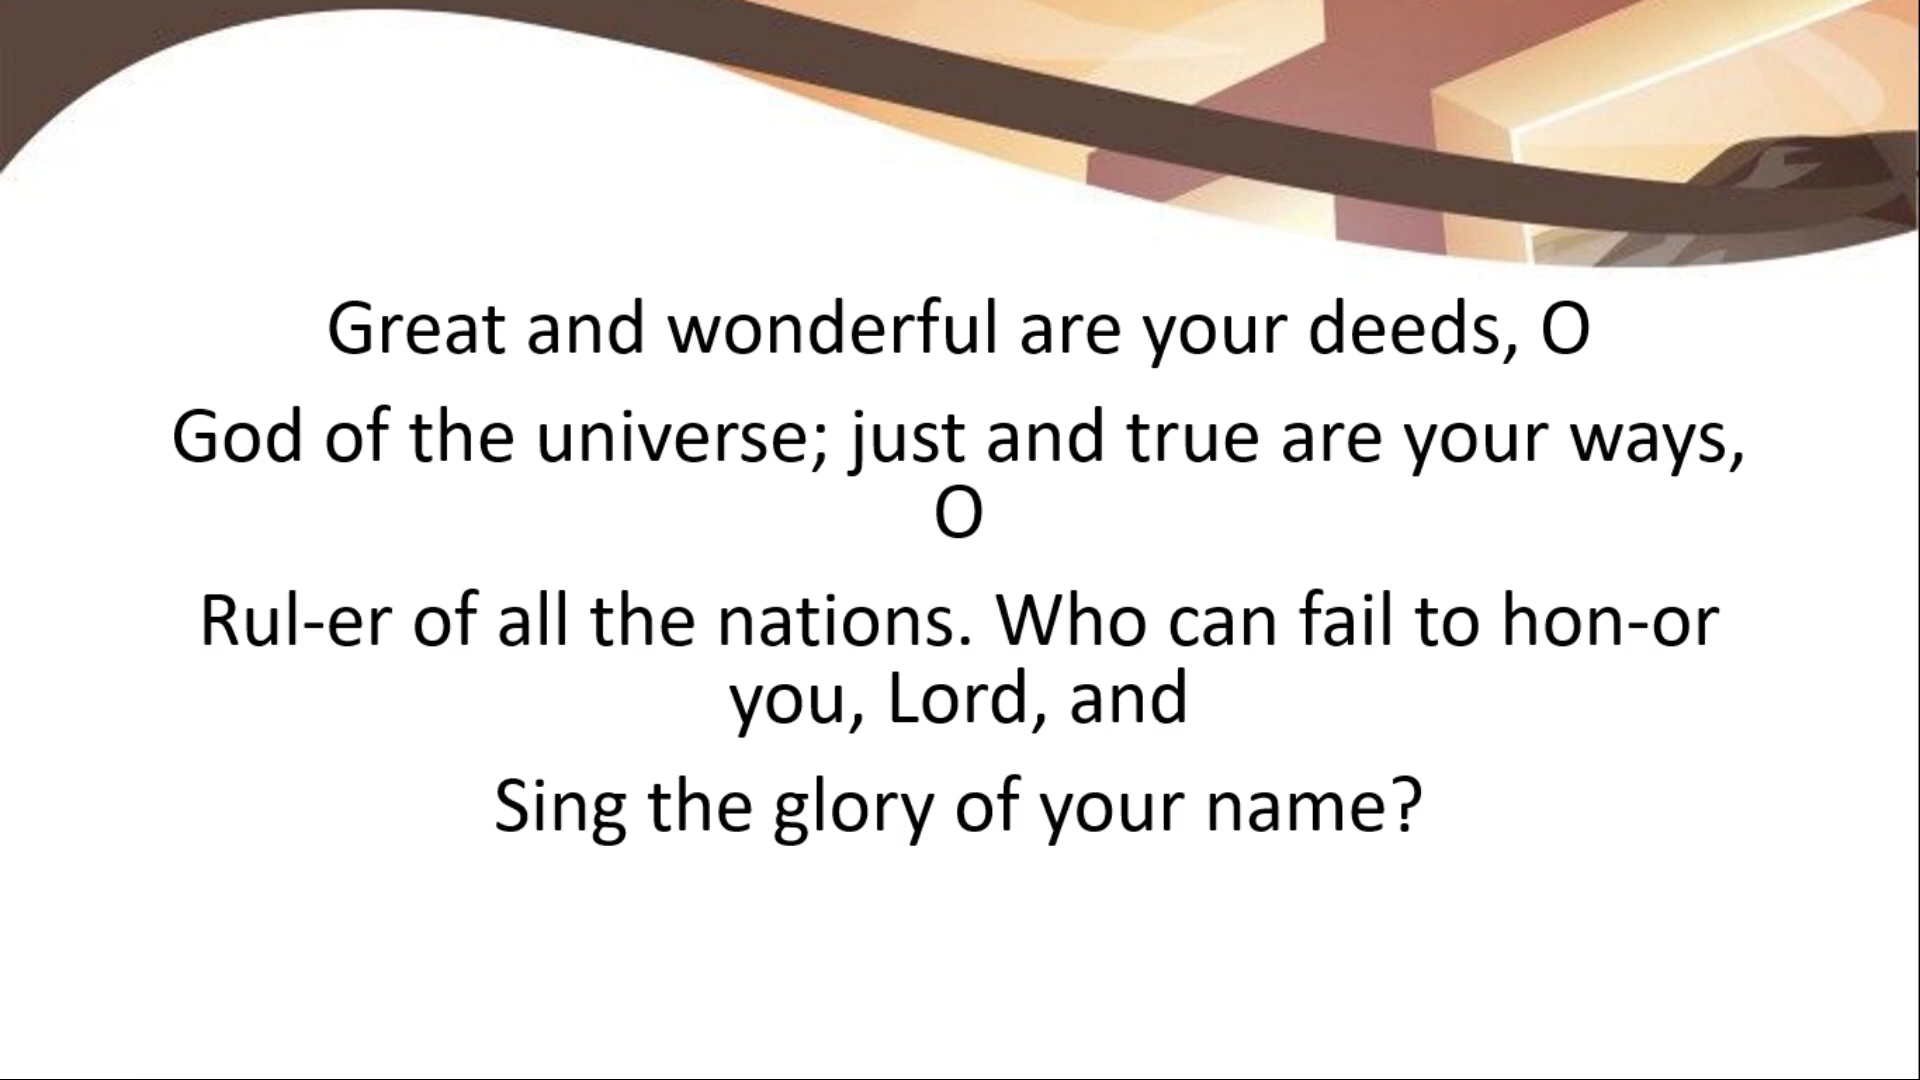 Great and wonderful are your deeds, O
God of the universe; just and true are your ways,
O
Rul-er of all the nations. Who can fail to hon-or
you, Lord, and
Sing the glory of your name?